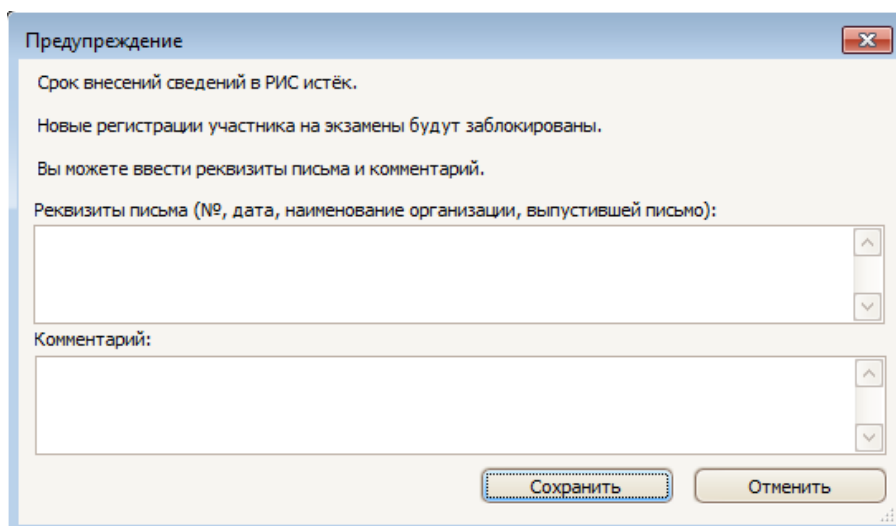 Предупреждение
Срок внесений сведений в РИС истёк.
Новые регистрации участника на экзамены будут заблокированы.
Вы можете ввести реквизиты письма и комментарий.
Реквизиты письма (№, дата, наименование организации, выпустившей письмо):
Комментарий:
Сохранить Отменить